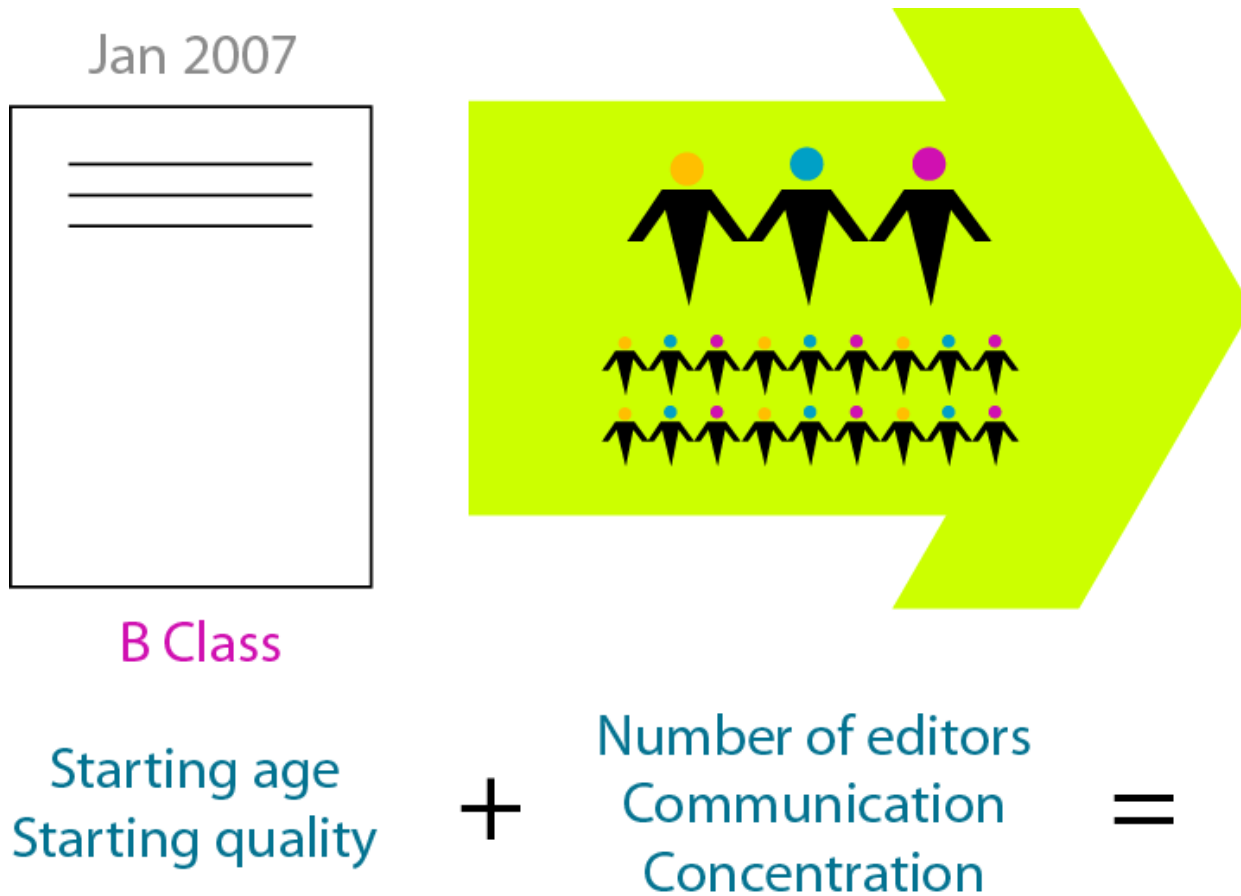 Jan 2007
B Class
Starting age
Starting quality
+
Number of editors
Communication
Concentration
=